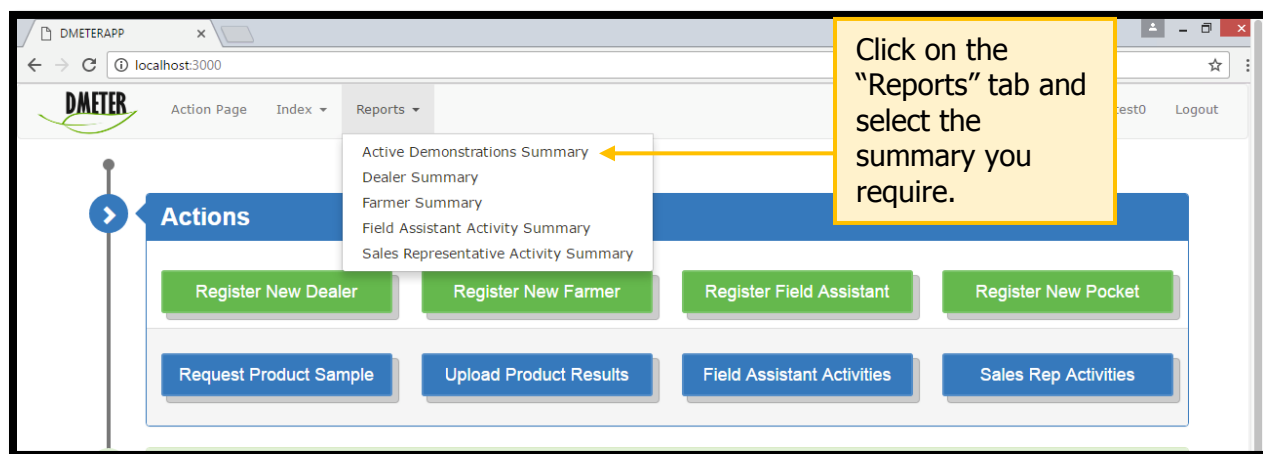 DMETERAPP
localhost:3000
DMETER Action Page Index Reports test0 Logout
Click on the
“Reports” tab and
select the
summary you
require.
Active Demonstrations Summary
Dealer Summary
Farmer Summary
Field Assistant Activity Summary
Sales Representative Activity Summary
Actions
Register New Dealer Register New Farmer Register Field Assistant Register New Pocket
Request Product Sample Upload Product Results Field Assistant Activities Sales Rep Activities